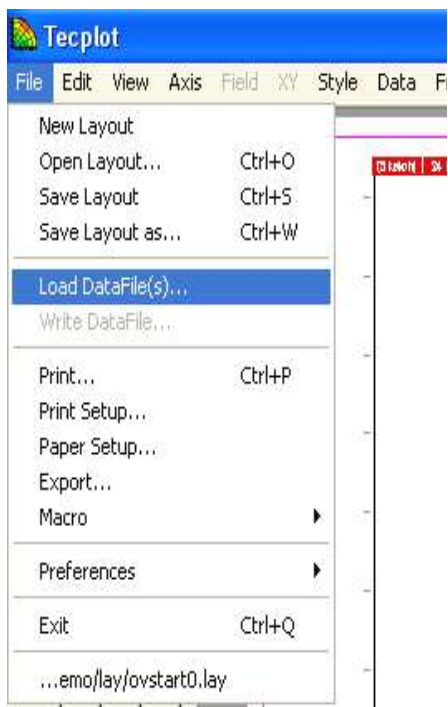 Tecplot
File Edit View Axis Field XY Style Data
New Layout
Open Layout... Ctrl+O
Save Layout Ctrl+S
Save Layout as... Ctrl+W
Load DataFile(s)...
Write DataFile...
Print... Ctrl+P
Print Setup...
Paper Setup...
Export...
Macro
Preferences
Exit Ctrl+Q
...emo/lay/ovstart0.lay